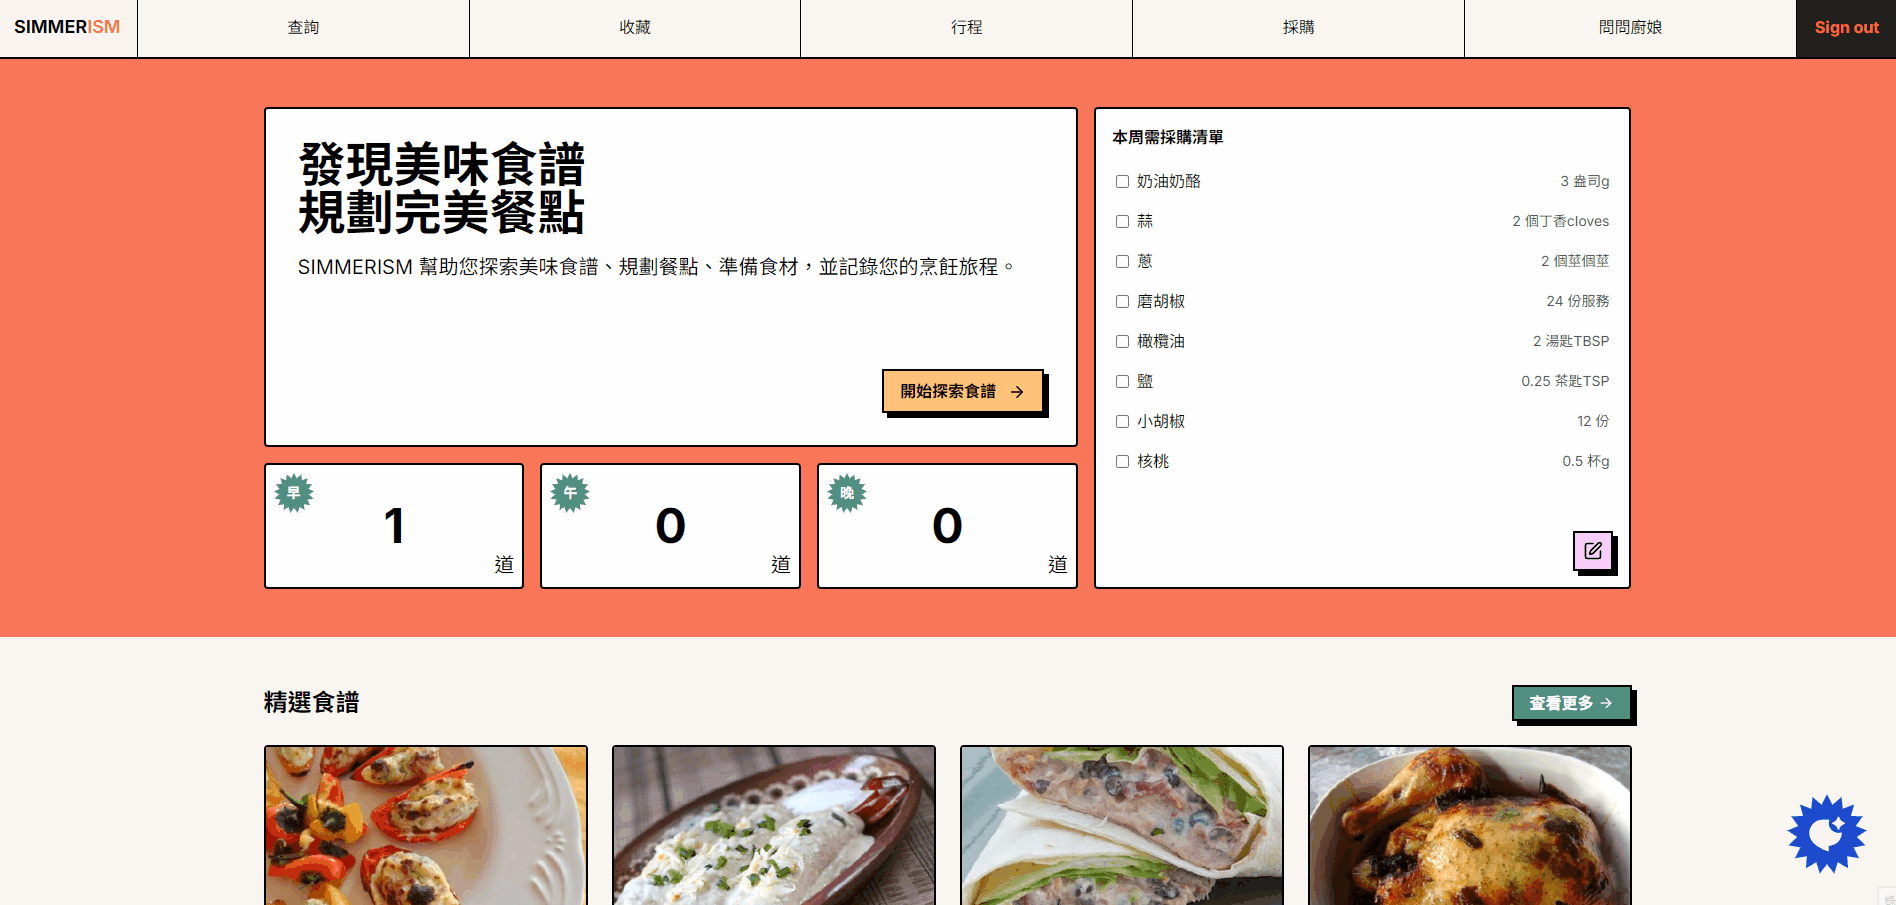 SIMMERISM
查詢
收藏
行程
採購
問問廚娘
Sign out
發現美味食譜
規劃完美餐點
SIMMERISM 幫助您探索美味食譜、規劃餐點、準備食材，並記錄您的烹飪旅程。
開始探索食譜
早
1
道
午
0
道
晚
0
道
本周需採購清單
奶油奶酪 3 盎司g
蒜 2 個丁香cloves
蔥 2 個莖個莖
磨胡椒 24 份服務
橄欖油 2 湯匙TBSP
鹽 0.25 茶匙TSP
小胡椒 12 份
核桃 0.5 杯g
精選食譜
查看更多